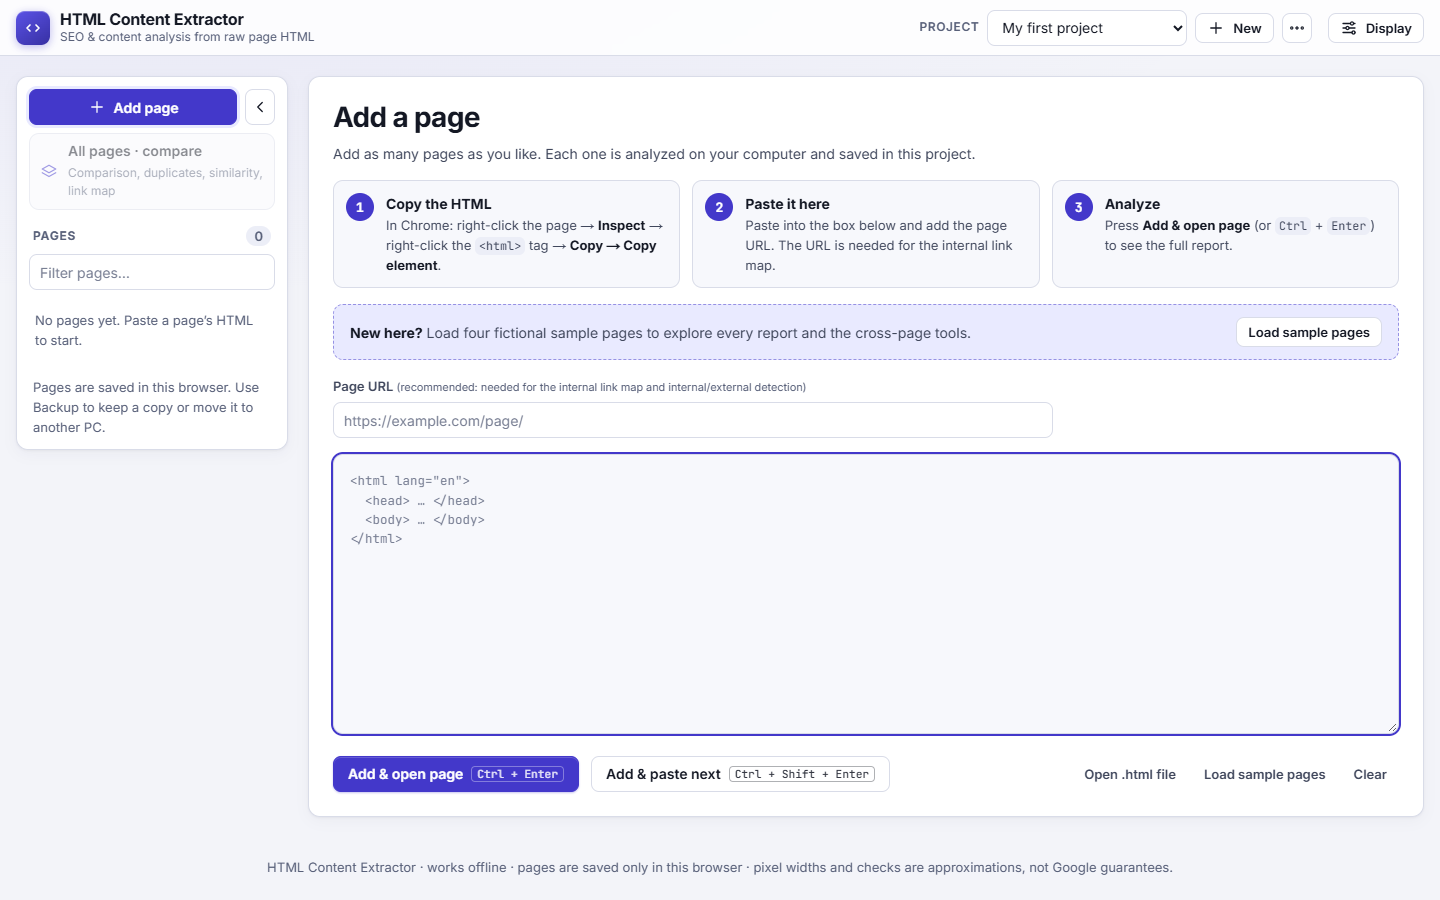 HTML Content Extractor
SEO & content analysis from raw page HTML
PROJECT
My first project
New
Display
Add page
All pages · compare
Comparison, duplicates, similarity,
link map
PAGES
0
Filter pages...
No pages yet. Paste a page's HTML
to start.
Pages are saved in this browser. Use
Backup to keep a copy or move it to
another PC.
Add a page
Add as many pages as you like. Each one is analyzed on your computer and saved in this project.
1
Copy the HTML
In Chrome: right-click the page → Inspect →
right-click the <html> tag → Copy → Copy
element.
2
Paste it here
Paste into the box below and add the page
URL. The URL is needed for the internal link
map.
3
Analyze
Press Add & open page (or Ctrl + Enter)
to see the full report.
New here? Load four fictional sample pages to explore every report and the cross-page tools.
Load sample pages
Page URL (recommended: needed for the internal link map and internal/external detection)
https://example.com/page/
<html lang="en">
<head> … </head>
<body> … </body>
</html>
Add & open page Ctrl + Enter
Add & paste next Ctrl + Shift + Enter
Open .html file
Load sample pages
Clear
HTML Content Extractor · works offline · pages are saved only in this browser · pixel widths and checks are approximations, not Google guarantees.